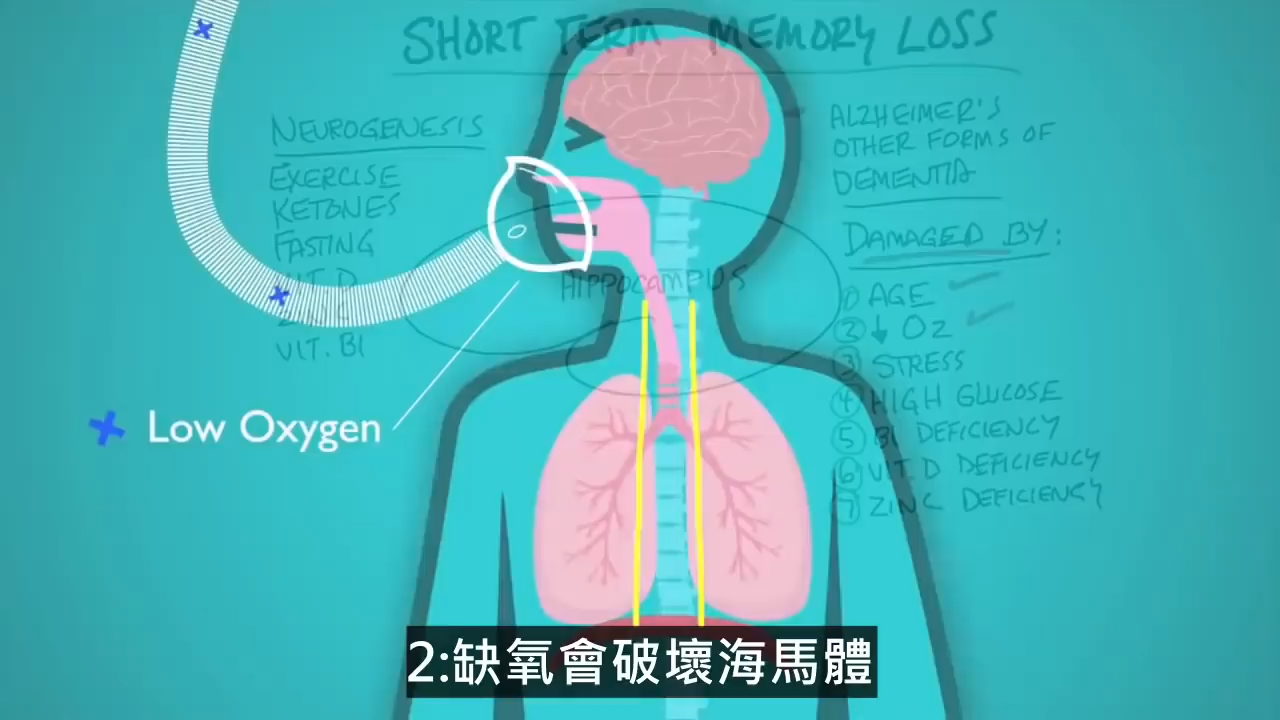 SHORT TERM MEMORY LOSS
NEUROGENESIS
EXERCISE
KETONES
FASTING
VIT. D
ZINC
VIT. B1
HIPPOCAMPUS
ALZHEIMER'S
OTHER FORMS OF
DEMENTIA
DAMAGED BY:
① AGE
② ↓ O2
③ STRESS
④ HIGH GLUCOSE
⑤ B1 DEFICIENCY
⑥ VIT. D DEFICIENCY
⑦ ZINC DEFICIENCY
Low Oxygen
2:缺氧會破壞海馬體